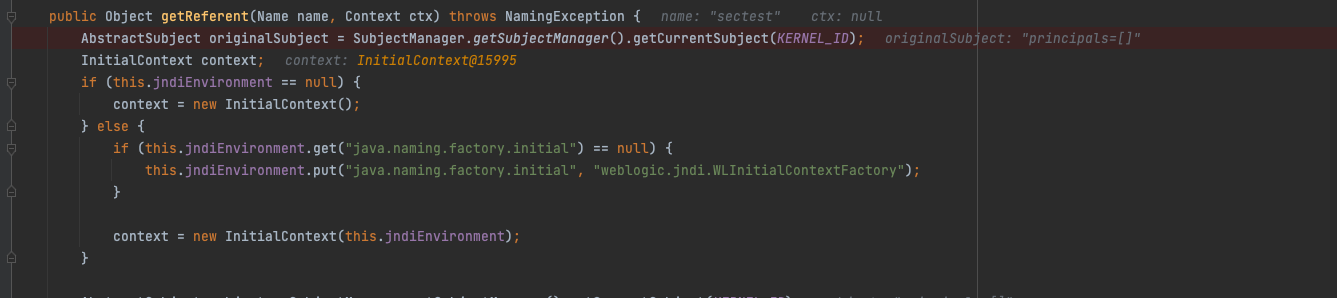 public Object getReferent(Name name, Context ctx) throws NamingException {   name: "sectest"    ctx: null
    AbstractSubject originalSubject = SubjectManager.getSubjectManager().getCurrentSubject(KERNEL_ID);   originalSubject: "principals=[]"
    InitialContext context;   context: InitialContext@15995
    if (this.jndiEnvironment == null) {
        context = new InitialContext();
    } else {
        if (this.jndiEnvironment.get("java.naming.factory.initial") == null) {
            this.jndiEnvironment.put("java.naming.factory.initial", "weblogic.jndi.WLInitialContextFactory");
        }
        context = new InitialContext(this.jndiEnvironment);
    }